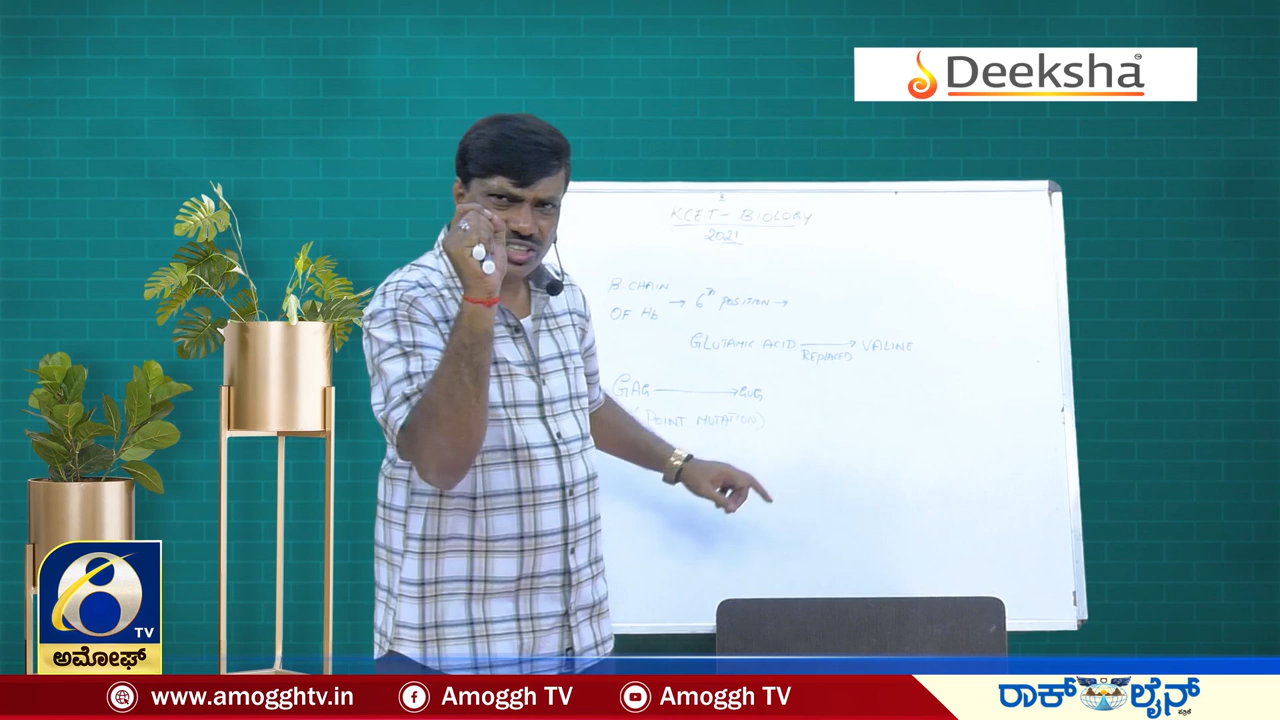 Deeksha
KCET - BIOLOGY
2021
β CHAIN
OF Hb → 6th POSITION →
GLUTAMIC ACID → VALINE
REPLACED
GAG → GUG
POINT MUTATION)
8
TV
ಅಮೋಘ್
www.amogghtv.in
Amoggh TV
Amoggh TV
ರಾಕ್ ಲೈನ್